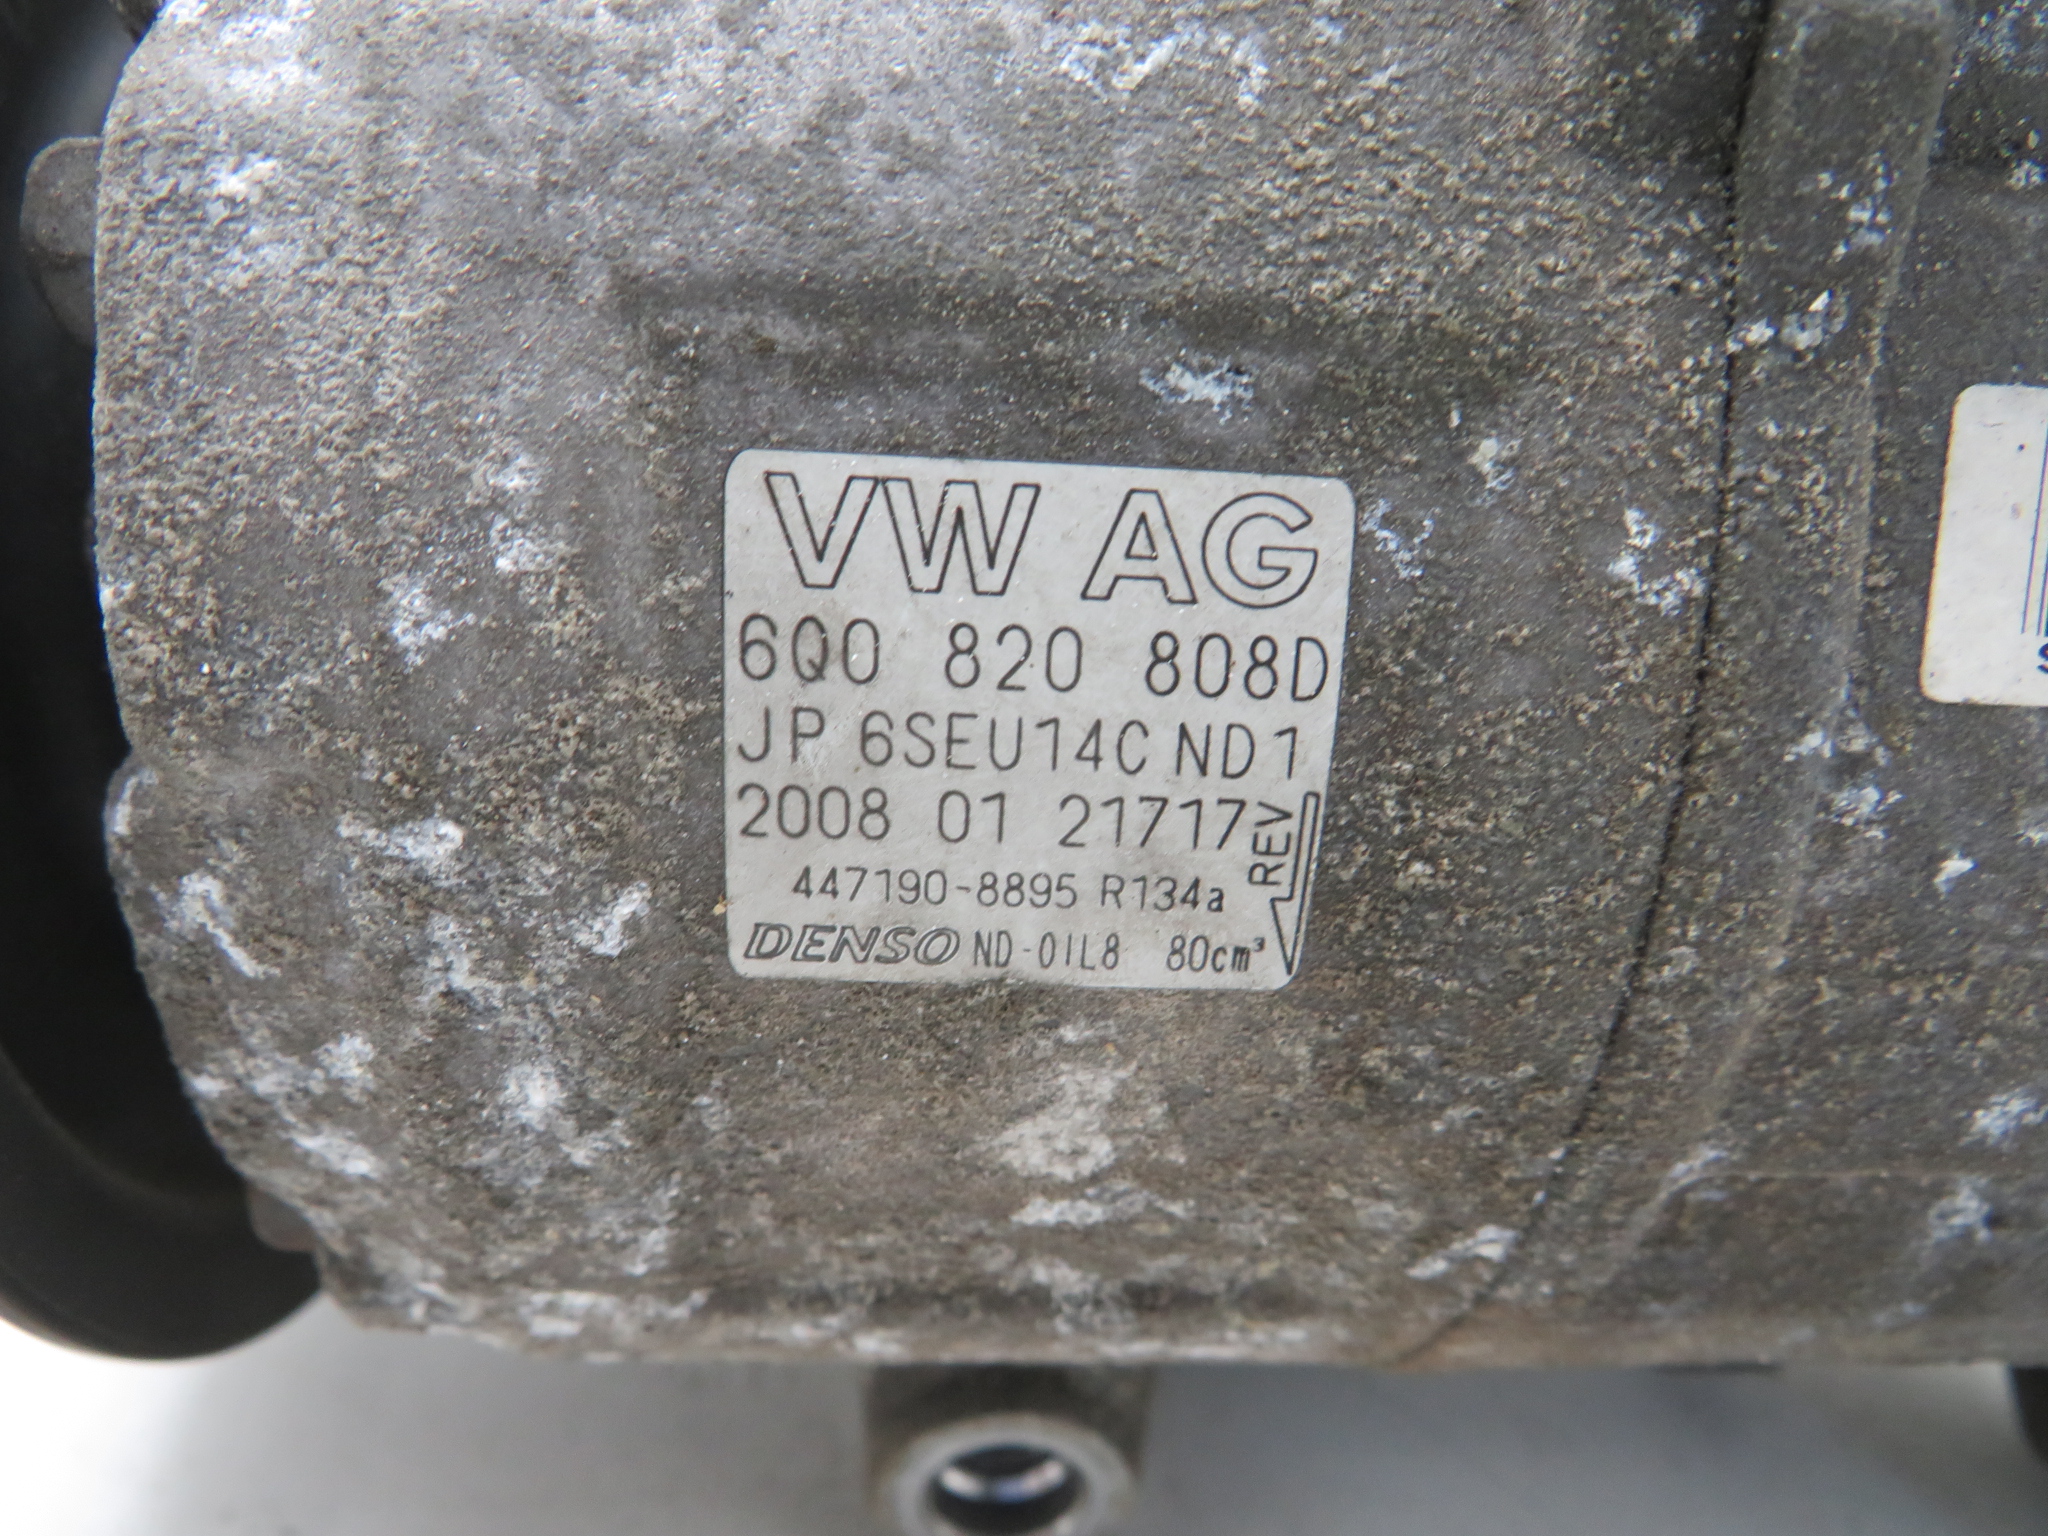 VW AG
6Q0 820 808D
JP 6SEU14C ND1
2008 01 21717
REV
447190-8895 R134a
DENSO ND-OIL8 80cm³
S